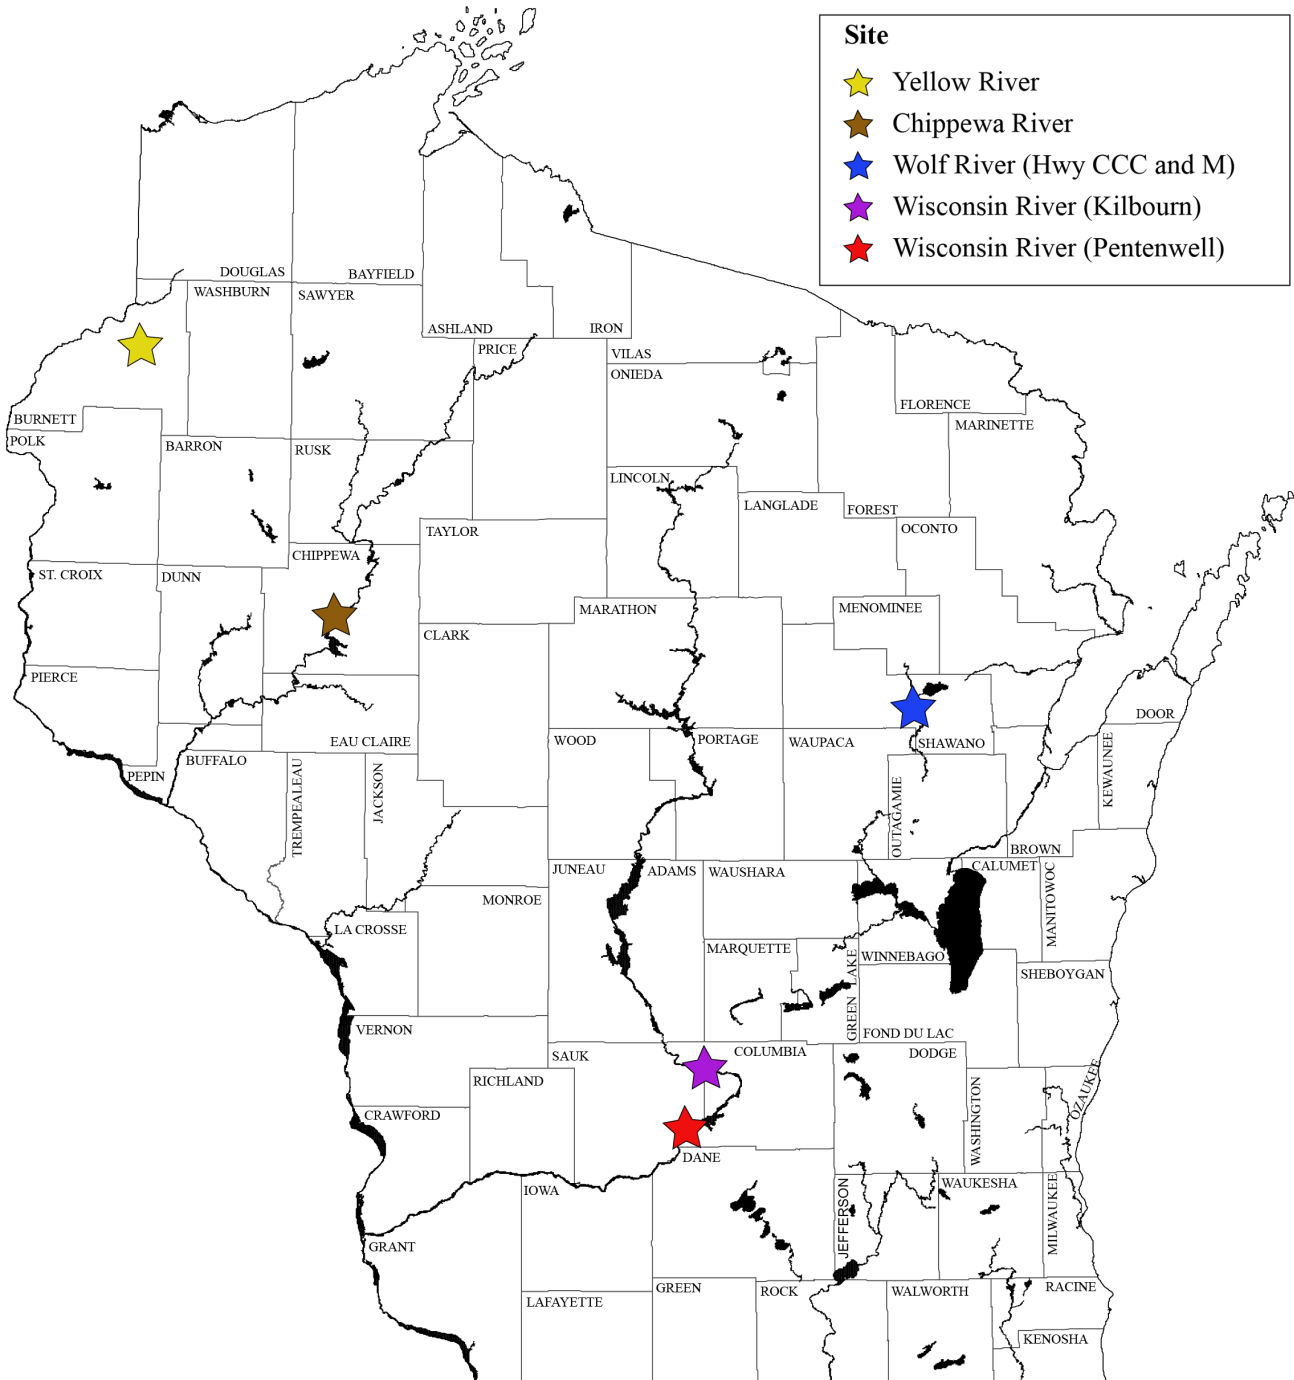 Site
Yellow River
Chippewa River
Wolf River (Hwy CCC and M)
Wisconsin River (Kilbourn)
Wisconsin River (Pentenwell)
DOUGLAS
BAYFIELD
WASHBURN
SAWYER
ASHLAND
IRON
PRICE
VILAS
ONIEDA
FLORENCE
BURNETT
MARINETTE
POLK
BARRON
RUSK
LINCOLN
LANGLADE
FOREST
OCONTO
TAYLOR
CHIPPEWA
ST. CROIX
DUNN
MARATHON
MENOMINEE
CLARK
PIERCE
DOOR
EAU CLAIRE
WOOD
PORTAGE
WAUPACA
SHAWANO
BUFFALO
PEPIN
TREMPEALEAU
JACKSON
OUTAGAMIE
KEWAUNEE
BROWN
JUNEAU
ADAMS
WAUSHARA
CALUMET
MANITOWOC
MONROE
LA CROSSE
MARQUETTE
GREEN LAKE
WINNEBAGO
SHEBOYGAN
VERNON
FOND DU LAC
SAUK
COLUMBIA
DODGE
RICHLAND
WASHINGTON
OZAUKEE
CRAWFORD
DANE
IOWA
JEFFERSON
WAUKESHA
MILWAUKEE
GRANT
GREEN
ROCK
WALWORTH
RACINE
LAFAYETTE
KENOSHA